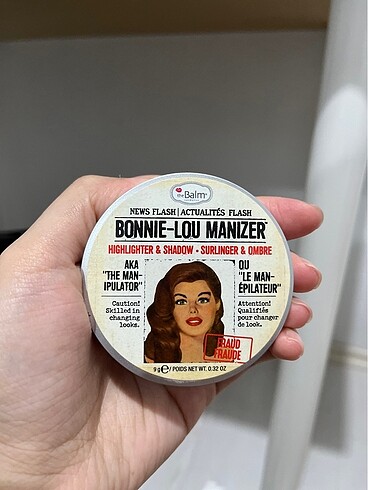 theBalm®
NEWS FLASH | ACTUALITÉS FLASH
BONNIE-LOU MANIZER®
HIGHLIGHTER & SHADOW • SURLINGER & OMBRE
AKA
"THE MAN-
IPULATOR"
Caution!
Skilled in
changing
looks.
OU
"LE MAN-
ÉPILATEUR"
Attention!
Qualifiés
pour changer
de look.
FRAUD
FRAUDE
9 g ℮ / POIDS NET WT. 0.32 OZ